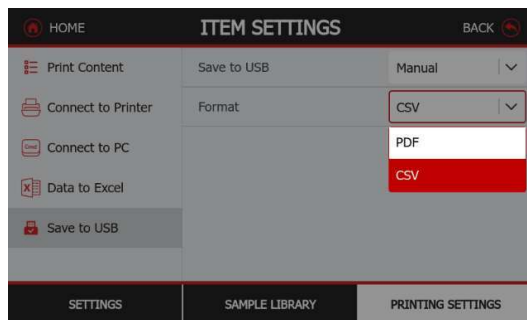 HOME
ITEM SETTINGS
BACK
Print Content
Save to USB
Manual
Connect to Printer
Format
CSV
Cmd
Connect to PC
PDF
Data to Excel
CSV
Save to USB
SETTINGS
SAMPLE LIBRARY
PRINTING SETTINGS